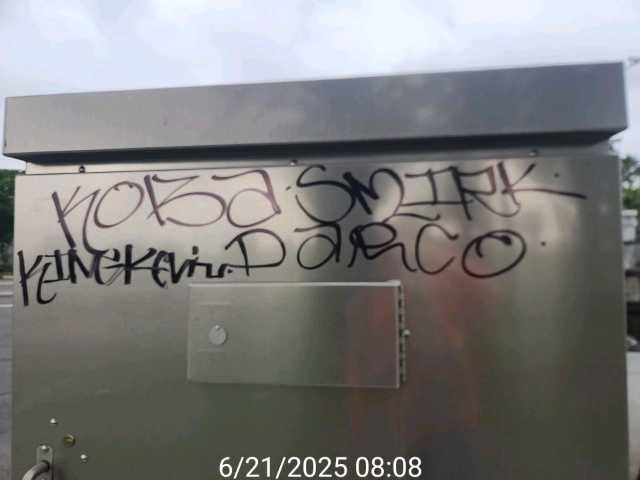 KOBA·SMIRK·
KINGKEVIN. DARCO·
6/21/2025 08:08